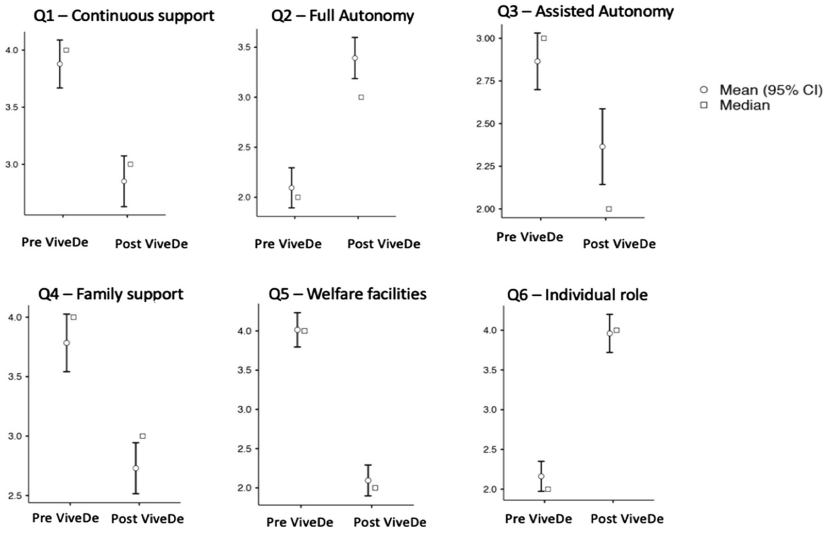 Q1 – Continuous support
4.0
3.5
3.0
Pre ViveDe Post ViveDe
Q2 – Full Autonomy
3.5
3.0
2.5
2.0
Pre ViveDe Post ViveDe
Q3 – Assisted Autonomy
3.00
2.75
2.50
2.25
2.00
Pre ViveDe Post ViveDe
Mean (95% CI)
Median
Q4 – Family support
4.0
3.5
3.0
2.5
Pre ViveDe Post ViveDe
Q5 – Welfare facilities
4.0
3.5
3.0
2.5
2.0
Pre ViveDe Post ViveDe
Q6 – Individual role
4.0
3.5
3.0
2.5
2.0
Pre ViveDe Post ViveDe